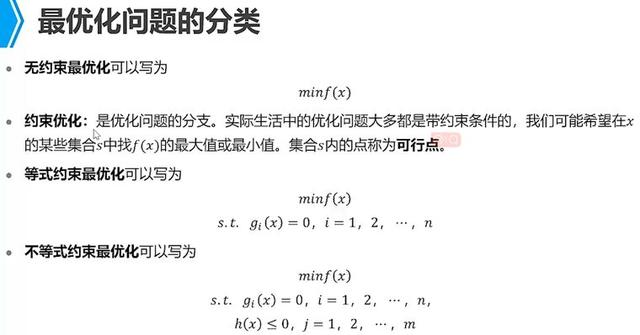 最优化问题的分类
• 无约束最优化可以写为
minf(x)
• 约束优化：是优化问题的分支。实际生活中的优化问题大多都是带约束条件的，我们可能希望在x
的某些集合s中找f(x)的最大值或最小值。集合s内的点称为可行点。
• 等式约束最优化可以写为
minf(x)
s.t. gᵢ(x) = 0，i = 1，2，⋯，n
• 不等式约束最优化可以写为
minf(x)
s.t. gᵢ(x) = 0，i = 1，2，⋯，n，
h(x) ≤ 0，j = 1，2，⋯，m